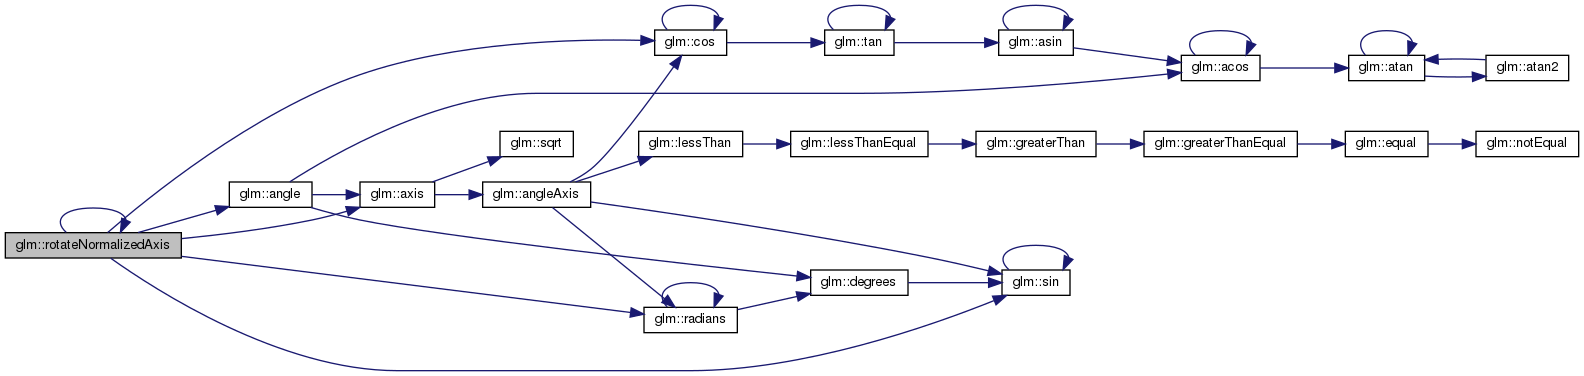 glm::cos
glm::tan
glm::asin
glm::acos
glm::atan
glm::atan2
glm::sqrt
glm::lessThan
glm::lessThanEqual
glm::greaterThan
glm::greaterThanEqual
glm::equal
glm::notEqual
glm::angle
glm::axis
glm::angleAxis
glm::rotateNormalizedAxis
glm::degrees
glm::sin
glm::radians